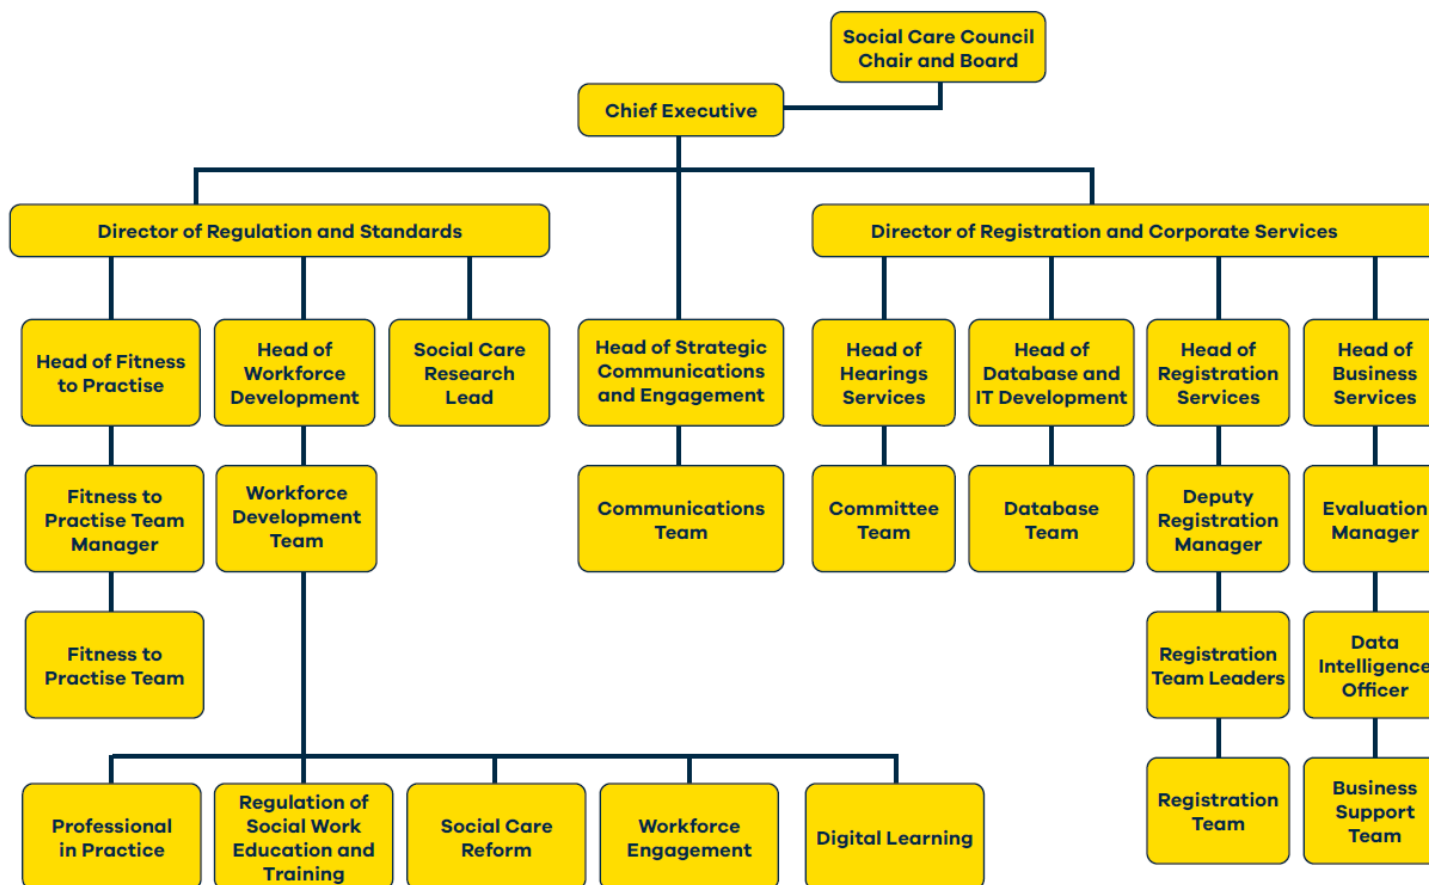 Social Care Council
Chair and Board
Chief Executive
Director of Regulation and Standards
Director of Registration and Corporate Services
Head of Fitness
to Practise
Head of
Workforce
Development
Social Care
Research
Lead
Head of Strategic
Communications
and Engagement
Head of
Hearings
Services
Head of
Database and
IT Development
Head of
Registration
Services
Head of
Business
Services
Fitness to
Practise Team
Manager
Workforce
Development
Team
Communications
Team
Committee
Team
Database
Team
Deputy
Registration
Manager
Evaluation
Manager
Fitness to
Practise Team
Registration
Team Leaders
Data
Intelligence
Officer
Professional
in Practice
Regulation of
Social Work
Education and
Training
Social Care
Reform
Workforce
Engagement
Digital Learning
Registration
Team
Business
Support
Team